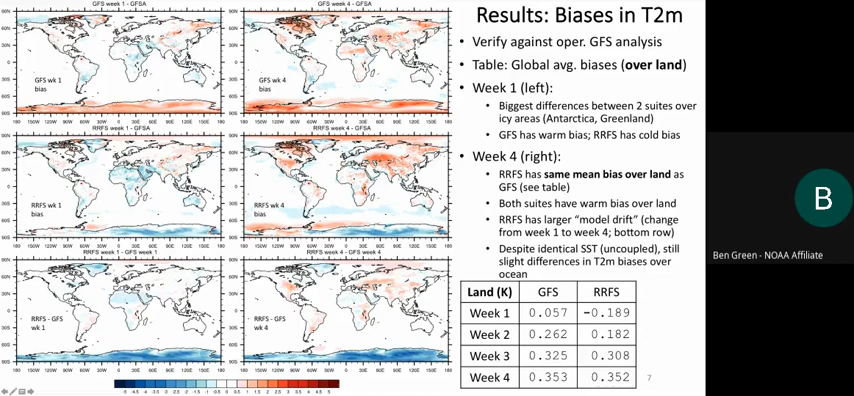 Results: Biases in T2m
• Verify against oper. GFS analysis
• Table: Global avg. biases (over land)
• Week 1 (left):
• Biggest differences between 2 suites over
icy areas (Antarctica, Greenland)
• GFS has warm bias; RRFS has cold bias
• Week 4 (right):
• RRFS has same mean bias over land as
GFS (see table)
• Both suites have warm bias over land
• RRFS has larger "model drift" (change
from week 1 to week 4; bottom row)
• Despite identical SST (uncoupled), still
slight differences in T2m biases over
ocean
Land (K) GFS RRFS
Week 1 0.057 -0.189
Week 2 0.262 0.182
Week 3 0.325 0.308
Week 4 0.353 0.352
7
GFS week 1 - GFSA
GFS wk 1
bias
GFS week 4 - GFSA
GFS wk 4
bias
RRFS week 1 - GFSA
RRFS wk 1
bias
RRFS week 4 - GFSA
RRFS wk 4
bias
RRFS week 1 - GFS week 1
RRFS - GFS
wk 1
RRFS week 4 - GFS week 4
RRFS - GFS
wk 4
B
Ben Green - NOAA Affiliate